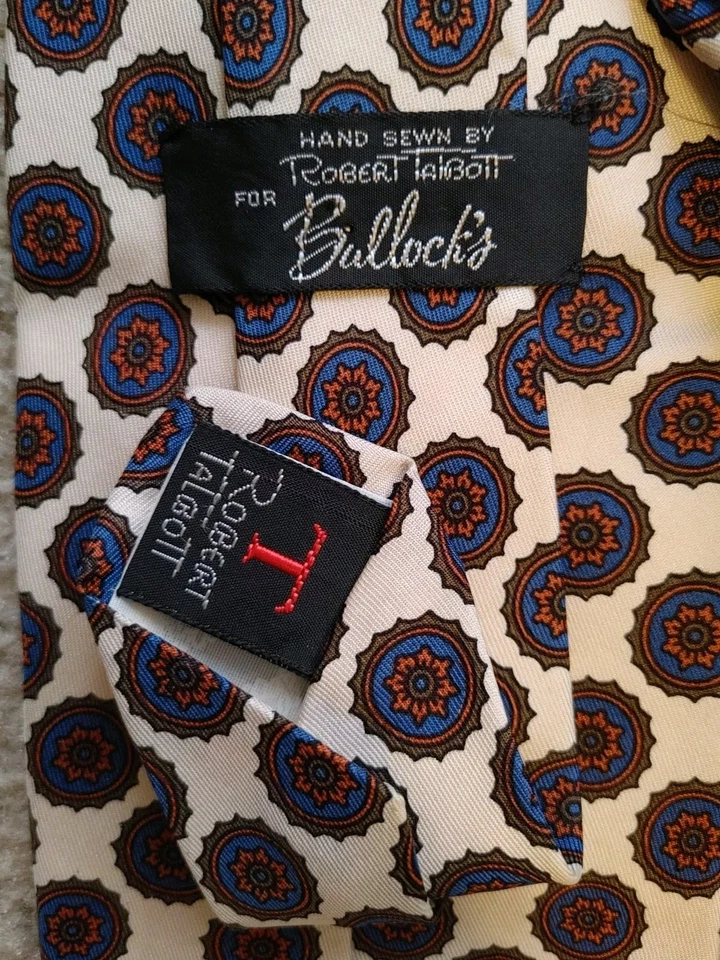 HAND SEWN BY
ROBERT TALBOTT
FOR
Bullock's
T
ROBERT
TALBOTT